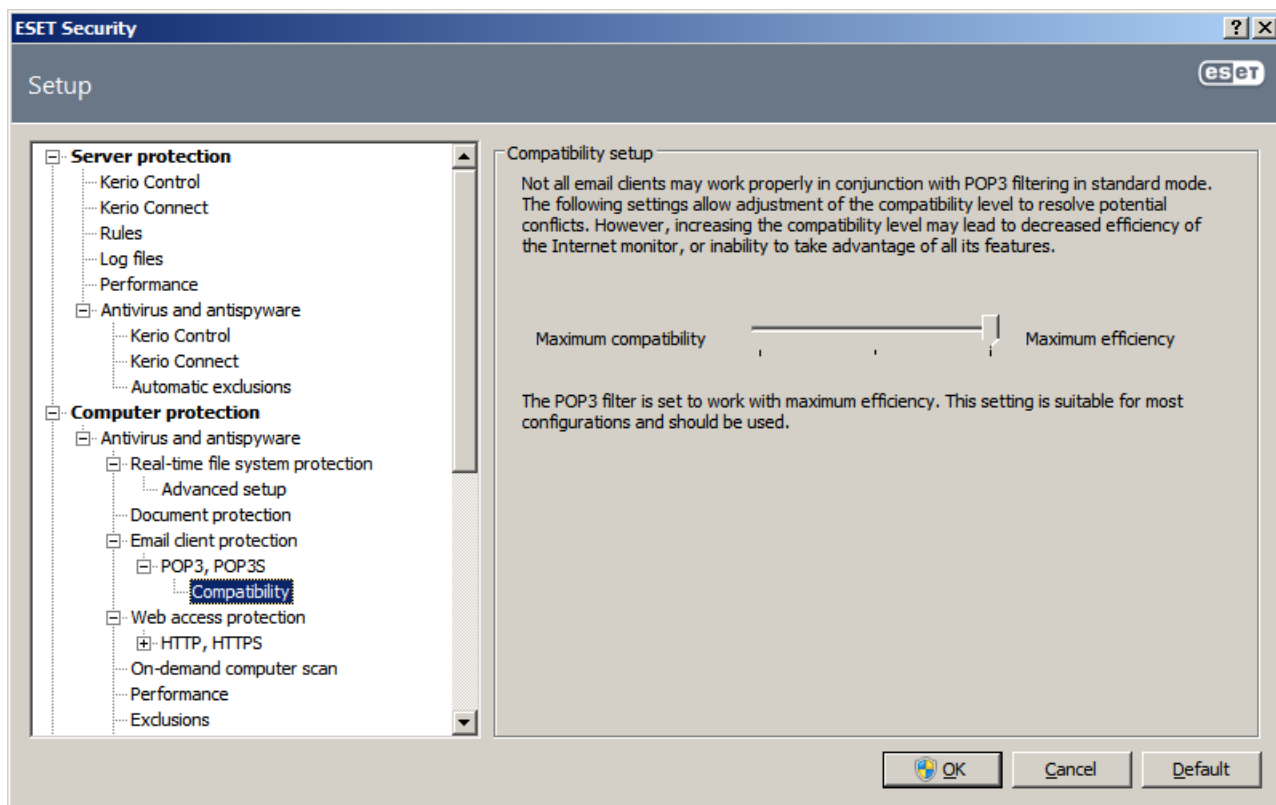 ESET Security
Setup
eseT
Server protection
Kerio Control
Kerio Connect
Rules
Log files
Performance
Antivirus and antispyware
Kerio Control
Kerio Connect
Automatic exclusions
Computer protection
Antivirus and antispyware
Real-time file system protection
Advanced setup
Document protection
Email client protection
POP3, POP3S
Compatibility
Web access protection
HTTP, HTTPS
On-demand computer scan
Performance
Exclusions
Compatibility setup
Not all email clients may work properly in conjunction with POP3 filtering in standard mode.
The following settings allow adjustment of the compatibility level to resolve potential
conflicts. However, increasing the compatibility level may lead to decreased efficiency of
the Internet monitor, or inability to take advantage of all its features.
Maximum compatibility
Maximum efficiency
The POP3 filter is set to work with maximum efficiency. This setting is suitable for most
configurations and should be used.
OK
Cancel
Default